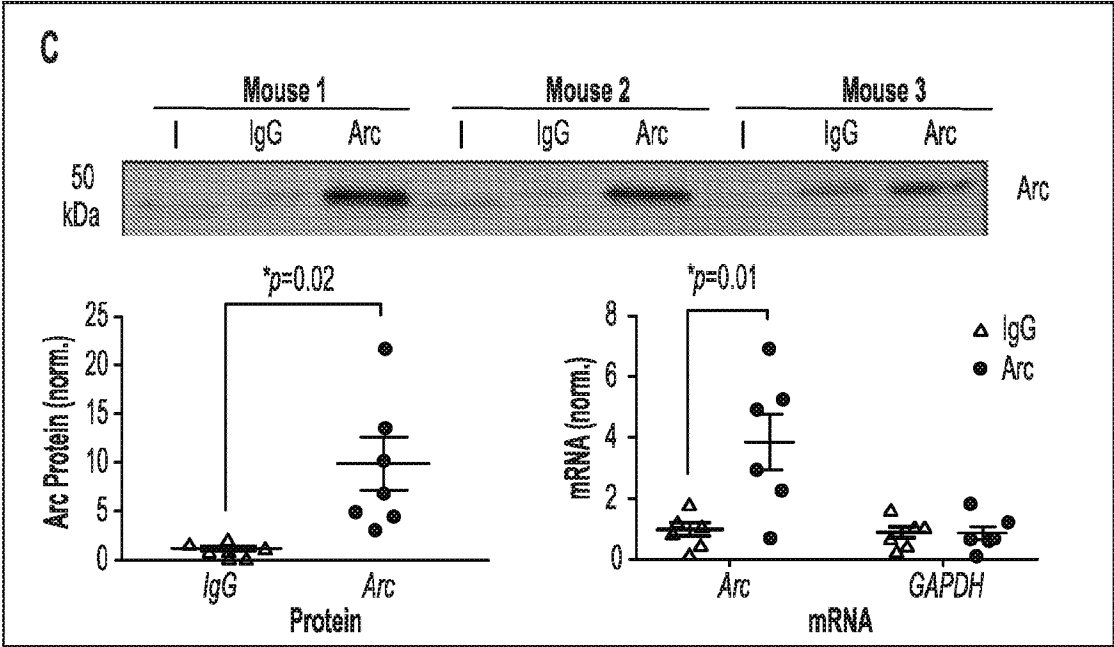 C
Mouse 1 Mouse 2 Mouse 3
I IgG Arc I IgG Arc I IgG Arc
50
kDa
Arc
*p=0.02
Arc Protein (norm.)
25
20
15
10
5
0
IgG Arc
Protein
*p=0.01
mRNA (norm.)
8
6
4
2
0
IgG
Arc
Arc GAPDH
mRNA